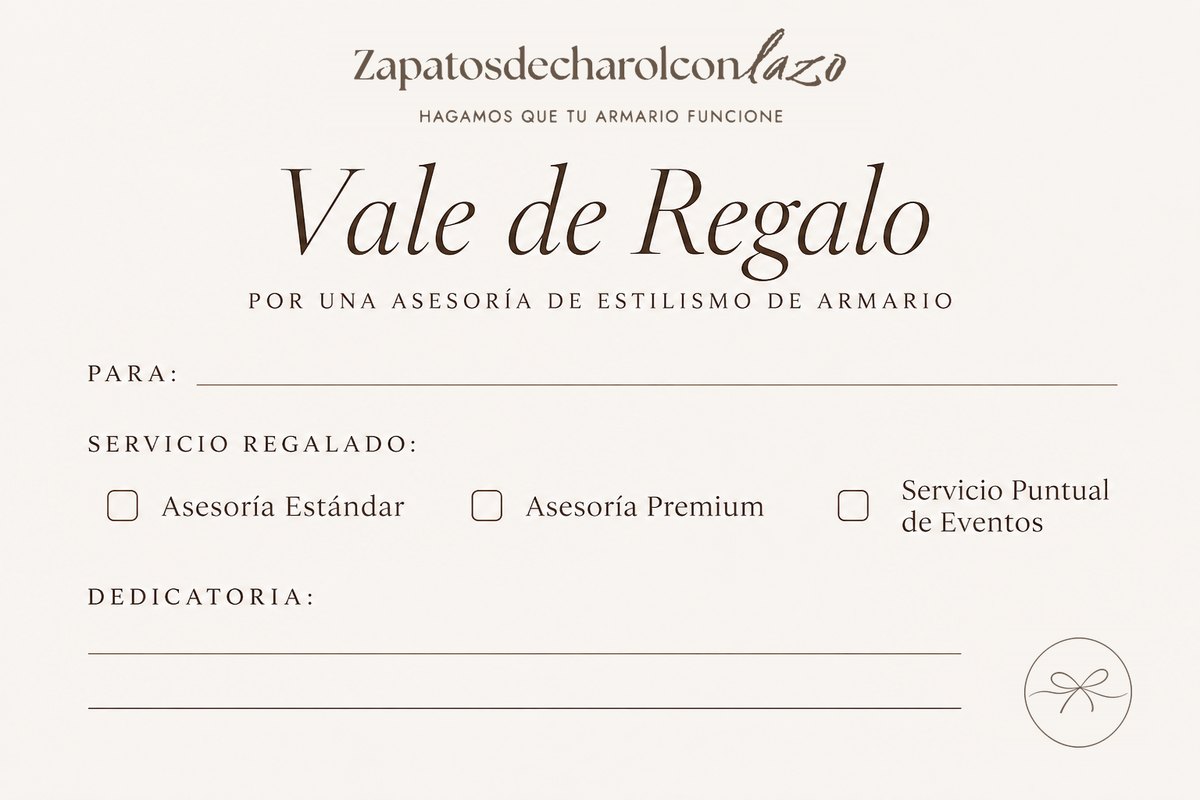 Zapatosdecharolconlazo
HAGAMOS QUE TU ARMARIO FUNCIONE
Vale de Regalo
POR UNA ASESORÍA DE ESTILISMO DE ARMARIO
PARA:
SERVICIO REGALADO:
Asesoría Estándar
Asesoría Premium
Servicio Puntual
de Eventos
DEDICATORIA: